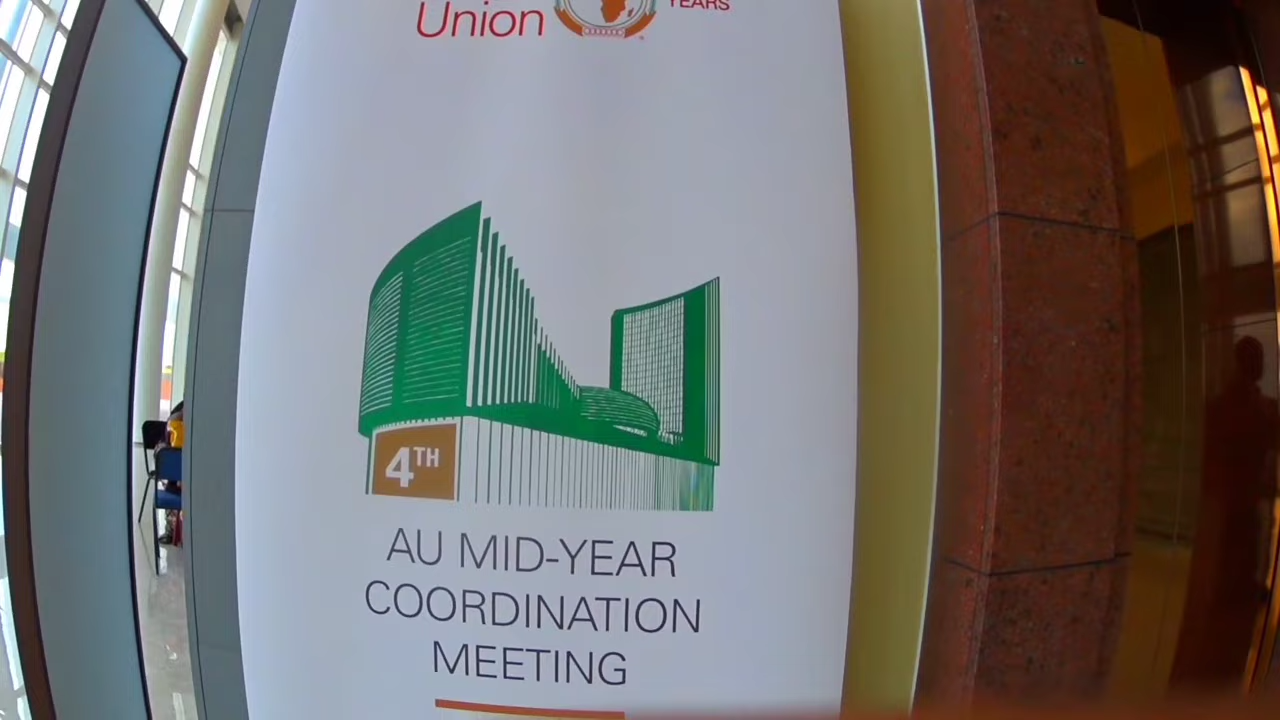 Union
YEARS
4TH
AU MID-YEAR
COORDINATION
MEETING